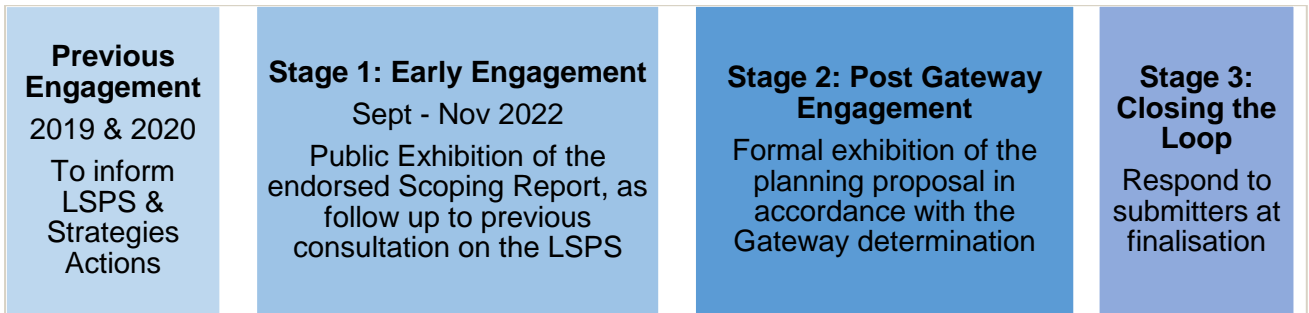 Previous
Engagement
2019 & 2020
To inform
LSPS &
Strategies
Actions
Stage 1: Early Engagement
Sept - Nov 2022
Public Exhibition of the
endorsed Scoping Report, as
follow up to previous
consultation on the LSPS
Stage 2: Post Gateway
Engagement
Formal exhibition of the
planning proposal in
accordance with the
Gateway determination
Stage 3:
Closing the
Loop
Respond to
submitters at
finalisation